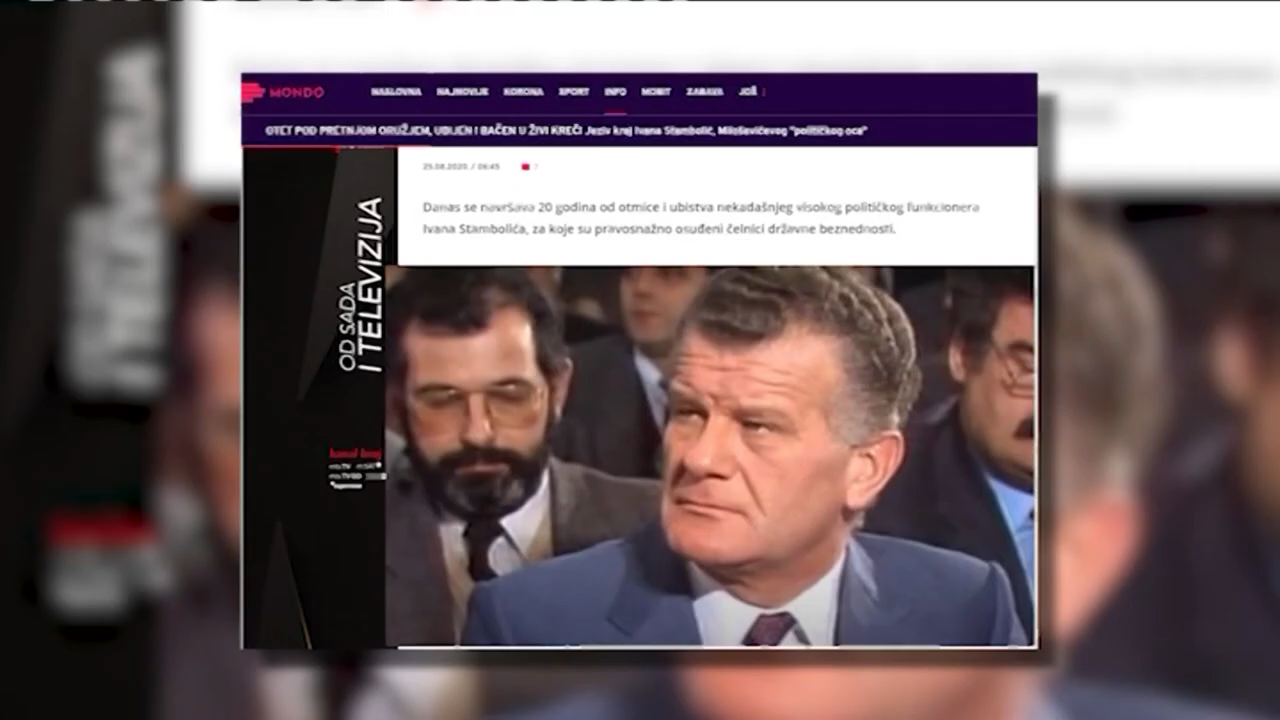 MONDO
NASLOVNA NAJNOVIJE KORONA SPORT INFO MONDIT ZABAVA JOŠ
OTET POD PRETNJOM ORUŽJEM, UBIJEN I BAČEN U ŽIVI KREČ! Jeziv kraj Ivana Stambolić, Miloševićevog "političkog oca"
25.08.2020. / 06:45
Danas se navršava 20 godina od otmice i ubistva nekadašnjeg visokog političkog funkcionera
Ivana Stambolića, za koje su pravosnažno osuđeni čelnici državne beznednosti.
OD SADA
I TELEVIZIJA